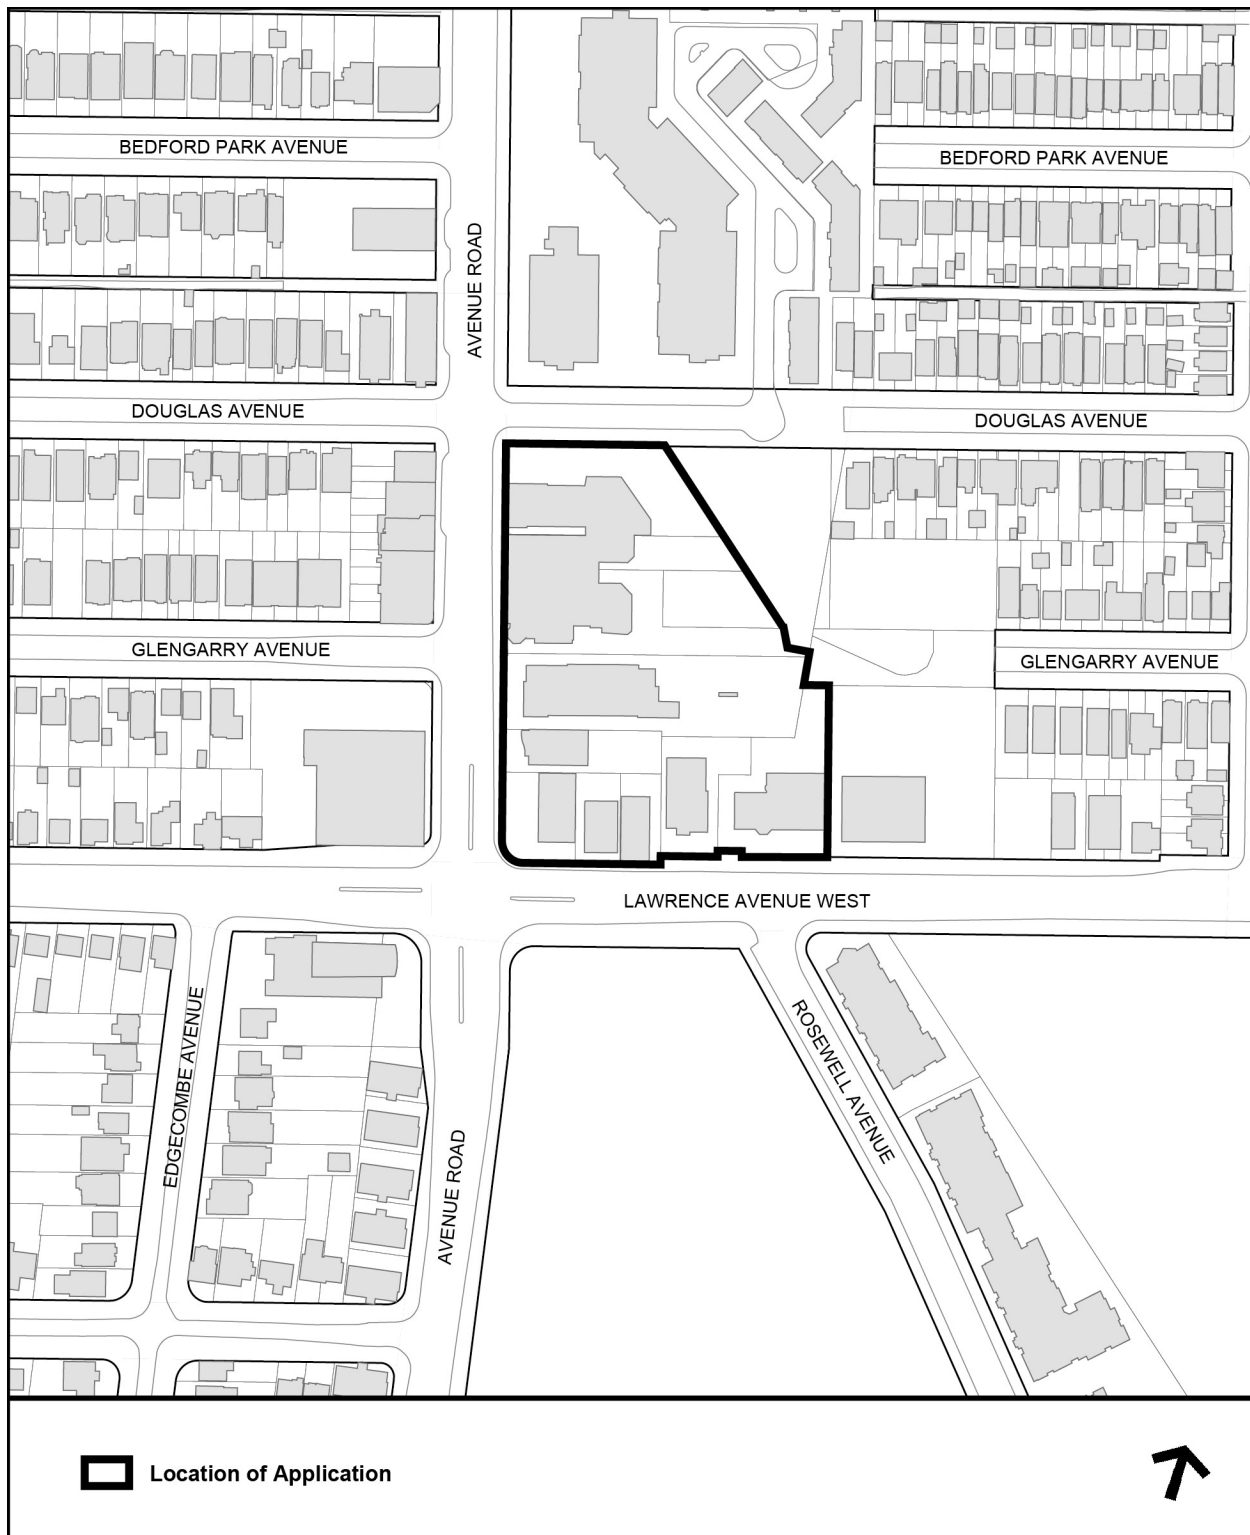 BEDFORD PARK AVENUE
BEDFORD PARK AVENUE
AVENUE ROAD
DOUGLAS AVENUE
DOUGLAS AVENUE
GLENGARRY AVENUE
GLENGARRY AVENUE
LAWRENCE AVENUE WEST
EDGECOMBE AVENUE
ROSEWELL AVENUE
AVENUE ROAD
Location of Application